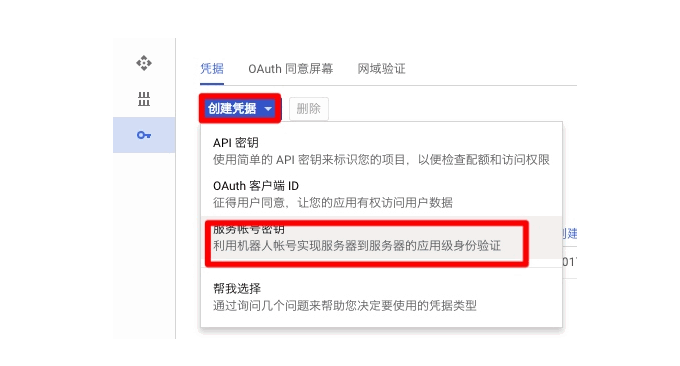 凭据 OAuth 同意屏幕 网域验证
创建凭据 删除
API 密钥
使用简单的 API 密钥来标识您的项目，以便检查配额和访问权限
OAuth 客户端 ID
征得用户同意，让您的应用有权访问用户数据
服务帐号密钥
创建
利用机器人帐号实现服务器到服务器的应用级身份验证
201
帮我选择
通过询问几个问题来帮助您决定要使用的凭据类型